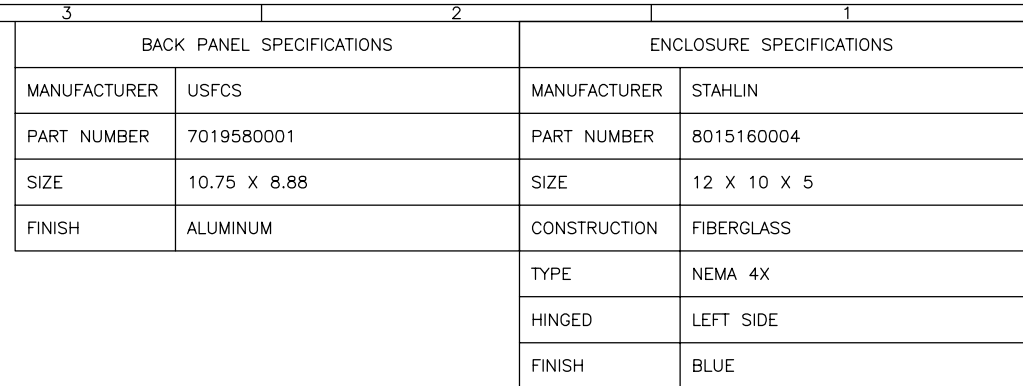 3 2 1
BACK PANEL SPECIFICATIONS
MANUFACTURER USFCS
PART NUMBER 7019580001
SIZE 10.75 X 8.88
FINISH ALUMINUM
ENCLOSURE SPECIFICATIONS
MANUFACTURER STAHLIN
PART NUMBER 8015160004
SIZE 12 X 10 X 5
CONSTRUCTION FIBERGLASS
TYPE NEMA 4X
HINGED LEFT SIDE
FINISH BLUE